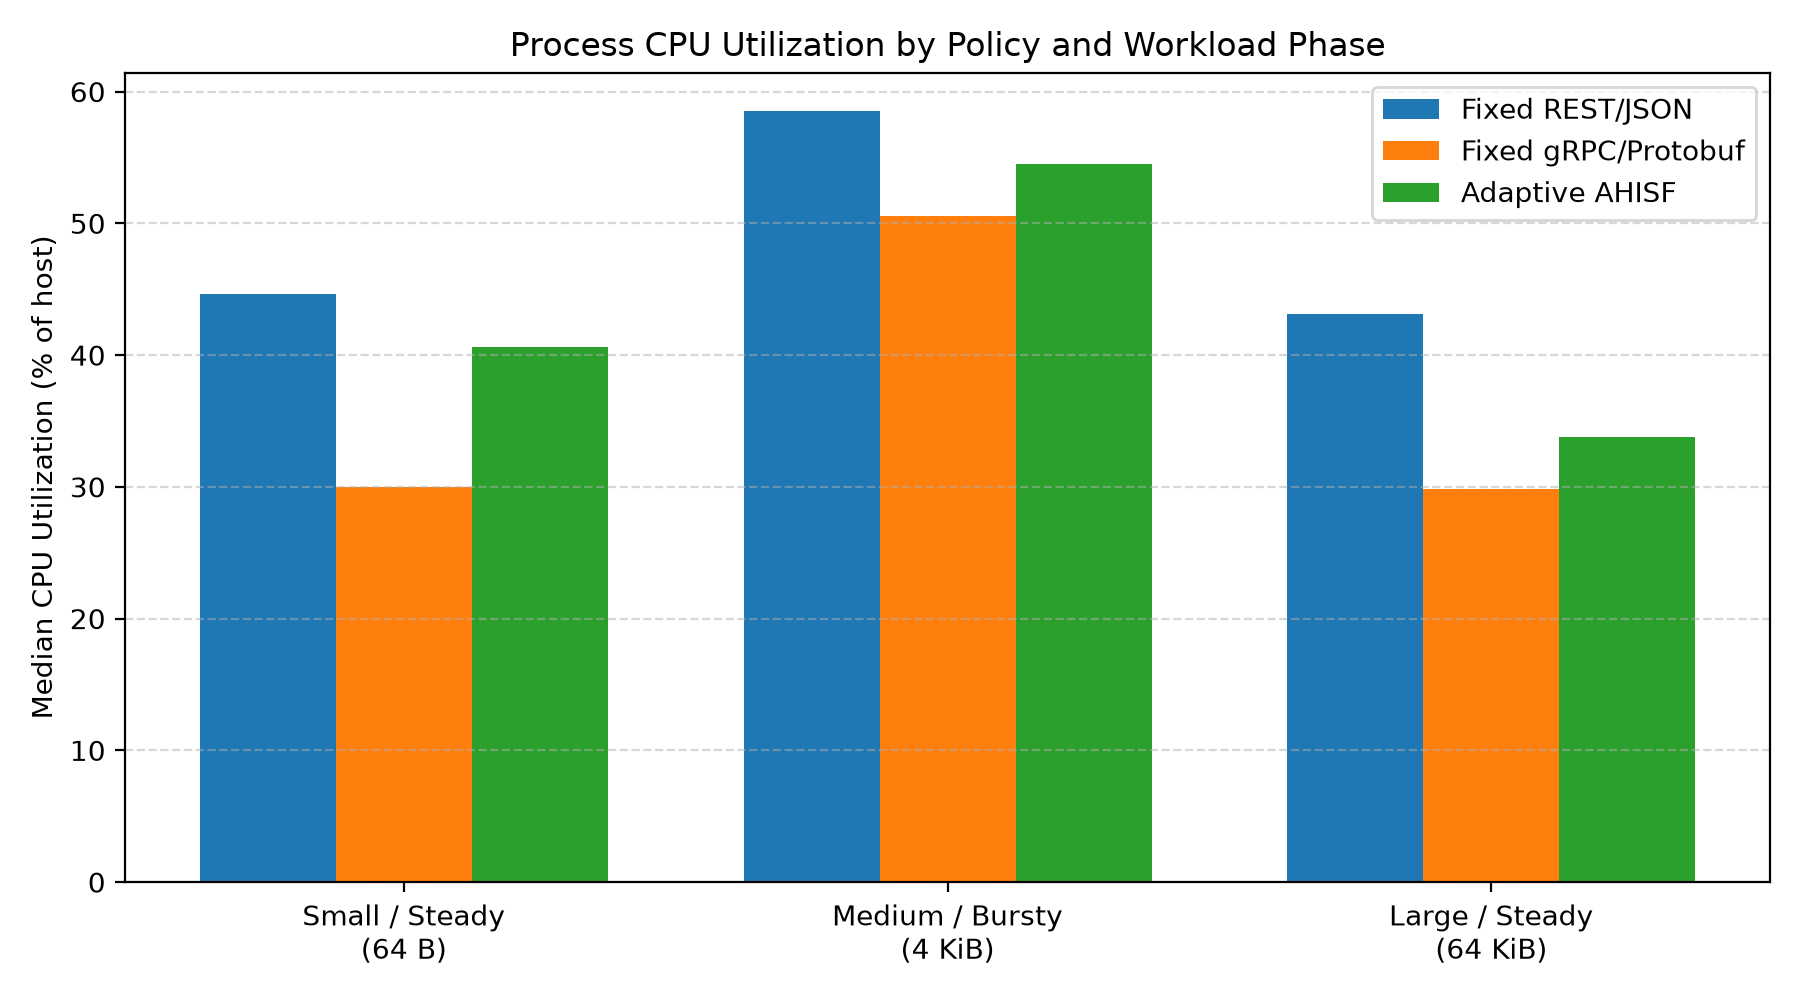 Process CPU Utilization by Policy and Workload Phase
Median CPU Utilization (% of host)
60
50
40
30
20
10
0
Fixed REST/JSON
Fixed gRPC/Protobuf
Adaptive AHISF
Small / Steady
(64 B)
Medium / Bursty
(4 KiB)
Large / Steady
(64 KiB)